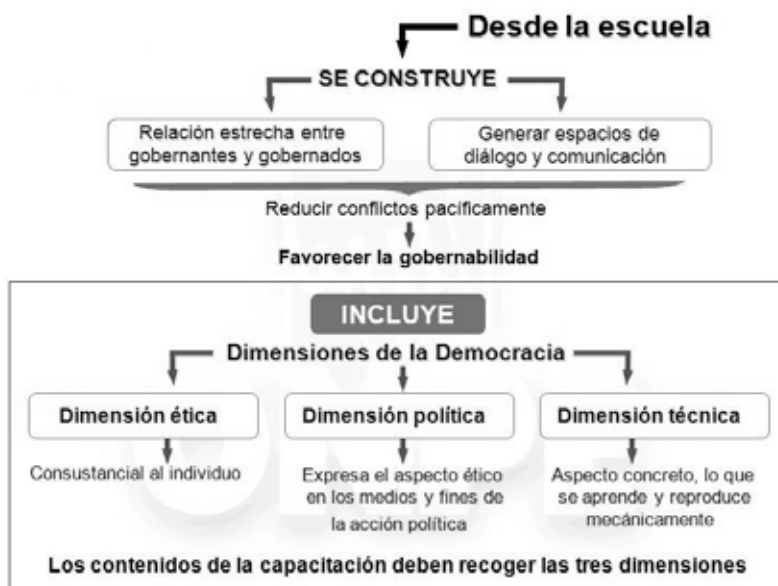 Desde la escuela
SE CONSTRUYE
Relación estrecha entre
gobernantes y gobernados
Generar espacios de
diálogo y comunicación
Reducir conflictos pacíficamente
Favorecer la gobernabilidad
INCLUYE
Dimensiones de la Democracia
Dimensión ética
Consustancial al individuo
Dimensión política
Expresa el aspecto ético
en los medios y fines de
la acción política
Dimensión técnica
Aspecto concreto, lo que
se aprende y reproduce
mecánicamente
Los contenidos de la capacitación deben recoger las tres dimensiones
ONPE